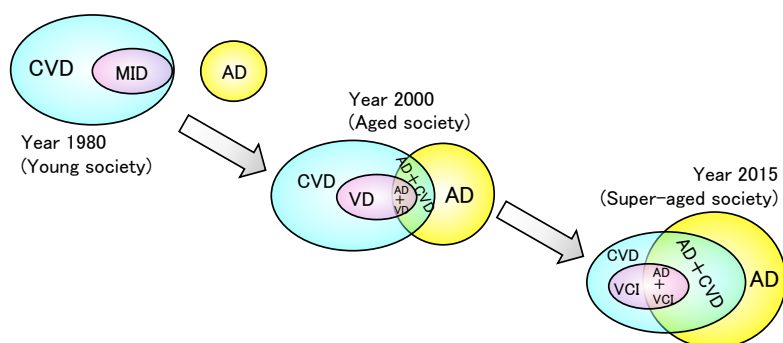 CVD
MID
AD
Year 1980
(Young society)
Year 2000
(Aged society)
CVD
VD
AD
+
VD
AD+CVD
AD
Year 2015
(Super-aged society)
CVD
VCI
AD
+
VCI
AD+CVD
AD